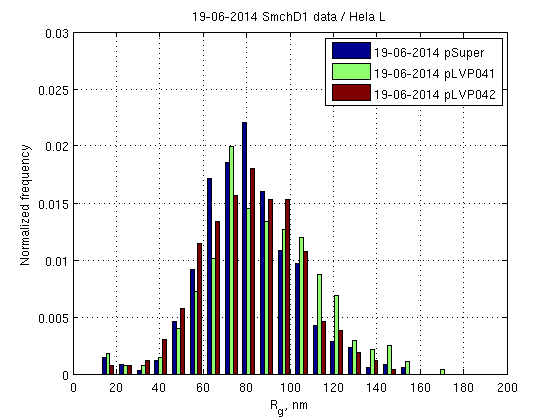 19-06-2014 SmchD1 data / Hela L
0.03
0.025
0.02
0.015
0.01
0.005
0
Normalized frequency
19-06-2014 pSuper
19-06-2014 pLVP041
19-06-2014 pLVP042
0 20 40 60 80 100 120 140 160 180 200
Rg, nm